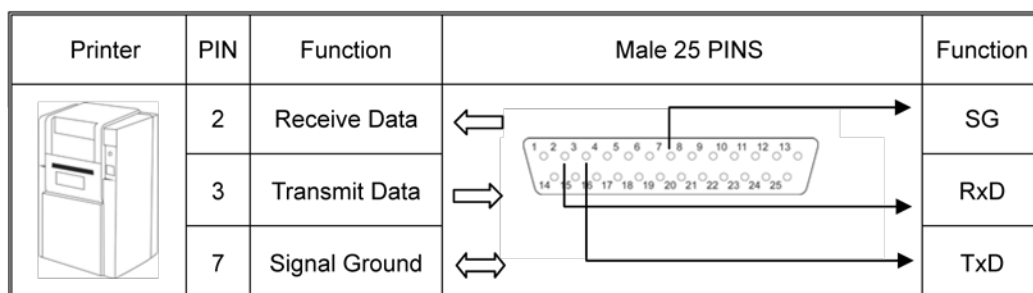 Printer PIN Function Male 25 PINS Function
2 Receive Data SG
1 2 3 4 5 6 7 8 9 10 11 12 13
14 15 16 17 18 19 20 21 22 23 24 25
3 Transmit Data RxD
7 Signal Ground TxD